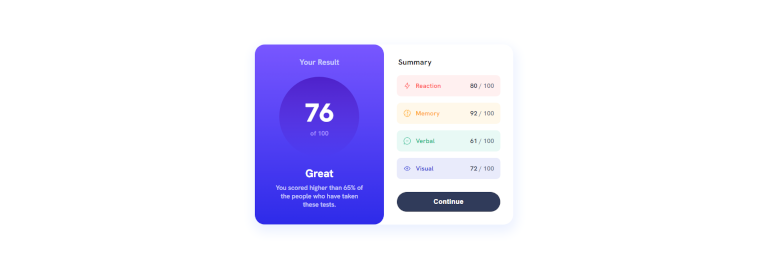 Your Result
76
of 100
Great
You scored higher than 65% of
the people who have taken
these tests.
Summary
Reaction 80 / 100
Memory 92 / 100
Verbal 61 / 100
Visual 72 / 100
Continue